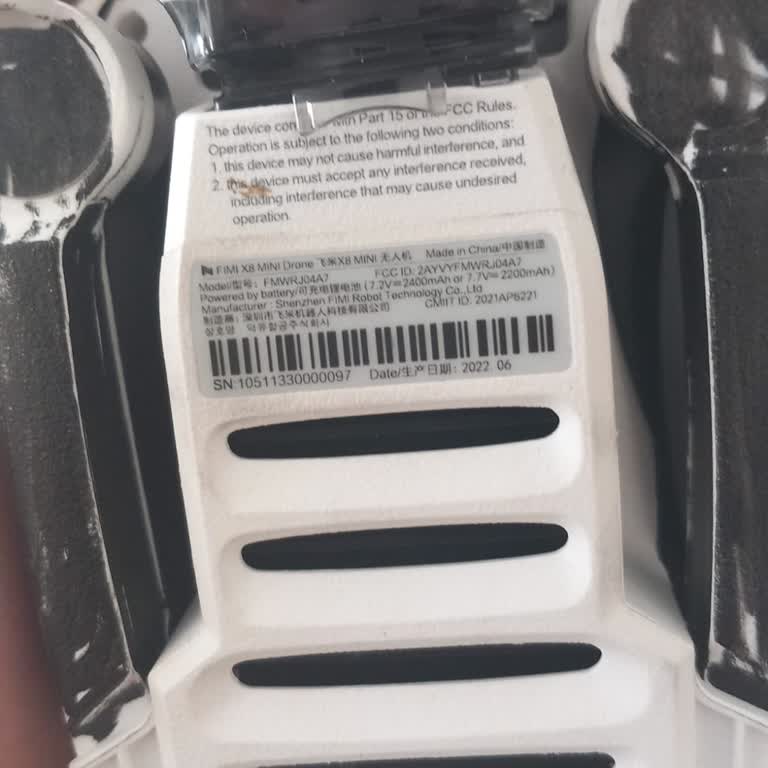 The device with Part 15 of FCC Rules.
Operation is subject to the following two conditions:
1. this device may not cause harmful interference, and
2. this device must accept any interference received,
including interference that may cause undesired
operation.
FIMI X8 MINI Drone 飞米X8 MINI 无人机 Made in China/中国制造
Model/型号: FMWRJ04A7 FCC ID: 2AYVYFMWRJ04A7
Powered by battery/可充电锂电池 (7.2V⎓2400mAh or 7.7V⎓2200mAh)
Manufacturer : Shenzhen FIMI Robot Technology Co.,Ltd
制造商: 深圳市飞米机器人科技有限公司 CMIIT ID: 2021AP6221
상호명
SN:10511330000097 Date/生产日期: 2022. 06